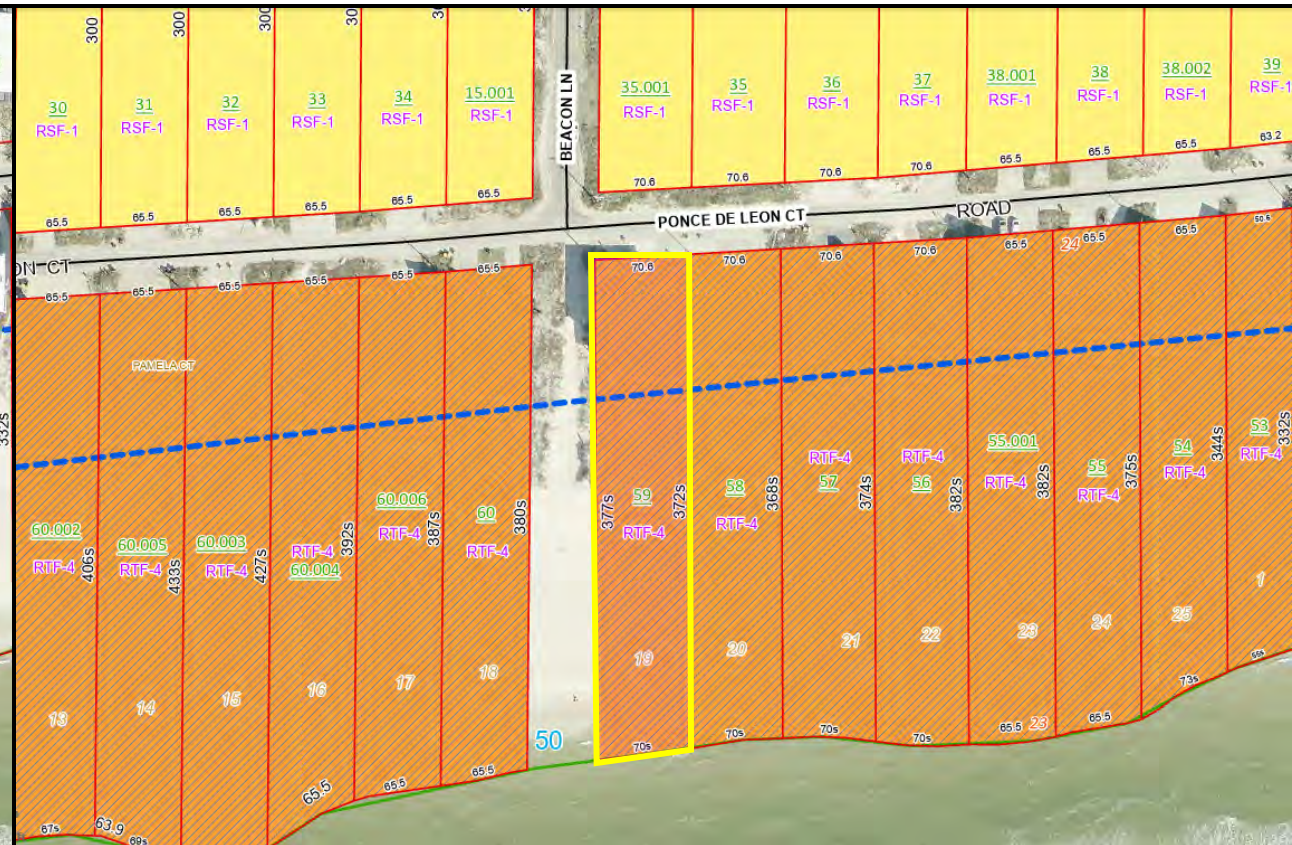 300
300
300
30
30
31
32
33
34
15.001
RSF-1
RSF-1
RSF-1
RSF-1
RSF-1
RSF-1
65.5
65.5
65.5
65.5
65.5
65.5
BEACON LN
35.001
35
36
37
38.001
38
38.002
39
RSF-1
RSF-1
RSF-1
RSF-1
RSF-1
RSF-1
RSF-1
RSF-1
70.6
70.6
70.6
70.6
65.5
65.5
65.5
63.2
PONCE DE LEON CT
ROAD
ON CT
65.5
65.5
65.5
65.5
65.5
65.5
70.6
70.6
70.6
70.6
65.5
24
65.5
65.5
50.6
PAMELA CT
332s
60.002
RTF-4
406s
13
67s
60.005
RTF-4
433s
14
63.9
69s
60.003
RTF-4
427s
15
RTF-4
60.004
392s
16
65.5
60.006
RTF-4
387s
17
65.5
60
RTF-4
380s
18
65.5
50
377s
59
372s
RTF-4
19
70s
58
RTF-4
368s
20
70s
RTF-4
57
374s
21
70s
RTF-4
56
382s
22
70s
55.001
RTF-4
382s
23
65.5
23
55
RTF-4
375s
24
65.5
54
RTF-4
344s
25
73s
53
RTF-4
332s
1